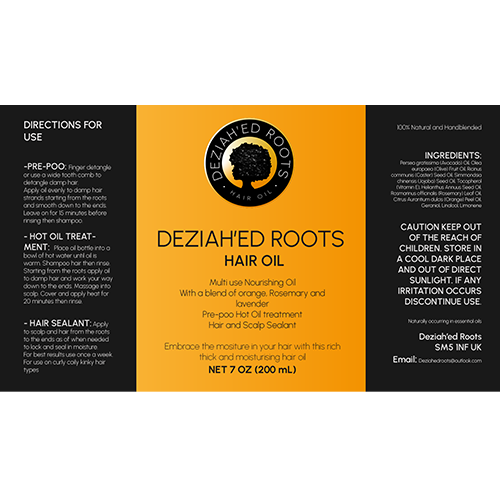 DIRECTIONS FOR
USE
-PRE-POO: Finger detangle
or use a wide tooth comb to
detangle damp hair.
Apply oil evenly to damp hair
strands starting from the roots
and smooth down to the ends.
Leave on for 15 minutes before
rinsing then shampoo.
- HOT OIL TREAT-
MENT: Place oil bottle into a
bowl of hot water until oil is
warm. Shampoo hair then rinse.
Starting from the roots apply oil
to damp hair and work your way
down to the ends. Massage into
scalp. Cover and apply heat for
20 minutes then rinse.
- HAIR SEALANT: Apply
to scalp and hair from the roots
to the ends as of when needed
to lock and seal in moisture.
For best results use once a week.
For use on curly coily kinky hair
types
DEZIAH'ED ROOTS
• HAIR OIL •
DEZIAH'ED ROOTS
HAIR OIL
Multi use Nourishing Oil
With a blend of orange, Rosemary and
lavender
Pre-poo Hot Oil treatment
Hair and Scalp Sealant
Embrace the mositure in your hair with this rich
thick and moisturising hair oil
NET 7 OZ (200 mL)
100% Natural and Handblended
INGREDIENTS:
Persea gratissima (Avocado) Oil, Olea
europaea (Olive) Fruit Oil, Ricinus
communis (Castor) Seed Oil, Simmondsia
chinensis (Jojoba) Seed Oil, Tocopherol
(Vitamin E), Helianthus Annuus Seed Oil,
Rosmarinus officinalis (Rosemary) Leaf Oil,
Citrus Aurantium dulcis (Orange) Peel Oil,
Geraniol, Linalool, Limonene
CAUTION KEEP OUT
OF THE REACH OF
CHILDREN. STORE IN
A COOL DARK PLACE
AND OUT OF DIRECT
SUNLIGHT. IF ANY
IRRITATION OCCURS
DISCONTINUE USE.
Naturally occurring in essential oils
Deziah'ed Roots
SM5 1NF UK
Email: Deziahedroots@outlook.com